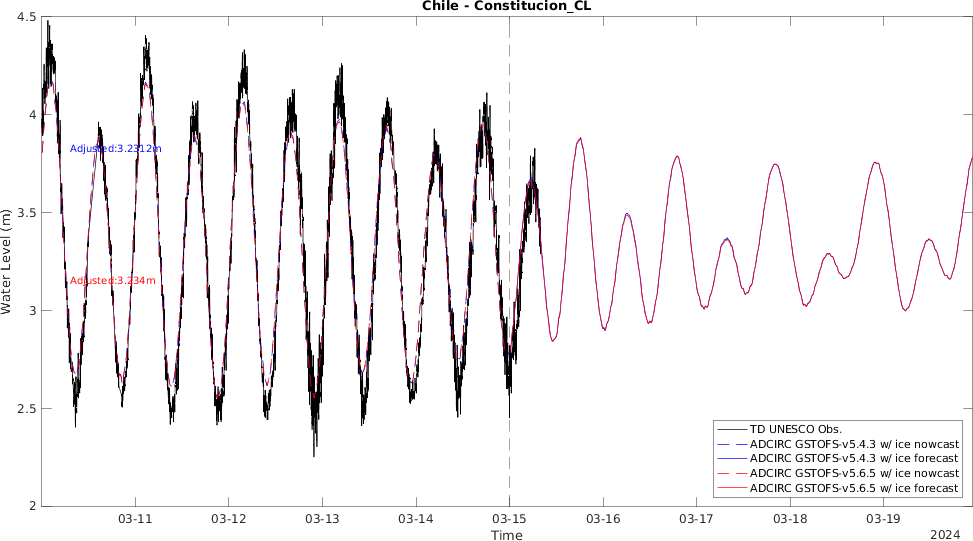 Chile - Constitucion_CL
4.5
4
3.5
3
2.5
2
Water Level (m)
Adjusted:3.2312m
Adjusted:3.234m
TD UNESCO Obs.
ADCIRC GSTOFS-v5.4.3 w/ ice nowcast
ADCIRC GSTOFS-v5.4.3 w/ ice forecast
ADCIRC GSTOFS-v5.6.5 w/ ice nowcast
ADCIRC GSTOFS-v5.6.5 w/ ice forecast
03-11 03-12 03-13 03-14 03-15 03-16 03-17 03-18 03-19
Time
2024